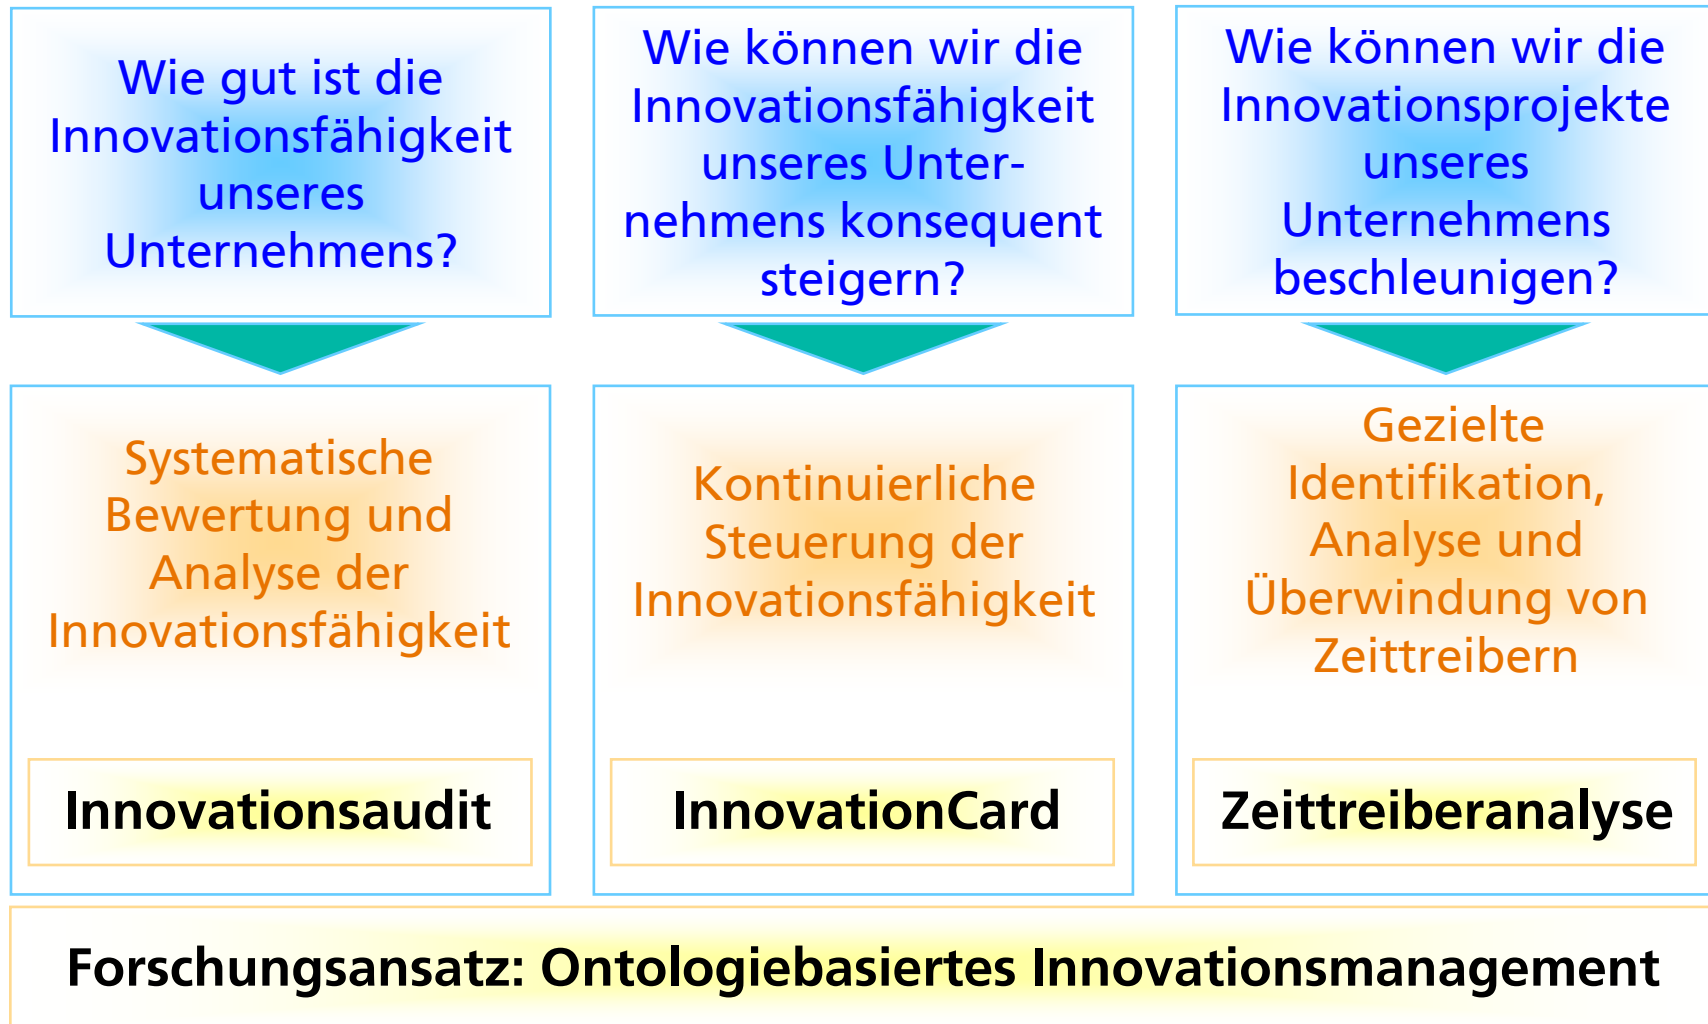 Wie gut ist die
Innovationsfähigkeit
unseres
Unternehmens?
Wie können wir die
Innovationsfähigkeit
unseres Unter-
nehmens konsequent
steigern?
Wie können wir die
Innovationsprojekte
unseres
Unternehmens
beschleunigen?
Systematische
Bewertung und
Analyse der
Innovationsfähigkeit
Kontinuierliche
Steuerung der
Innovationsfähigkeit
Gezielte
Identifikation,
Analyse und
Überwindung von
Zeittreibern
Innovationsaudit
InnovationCard
Zeittreiberanalyse
Forschungsansatz: Ontologiebasiertes Innovationsmanagement